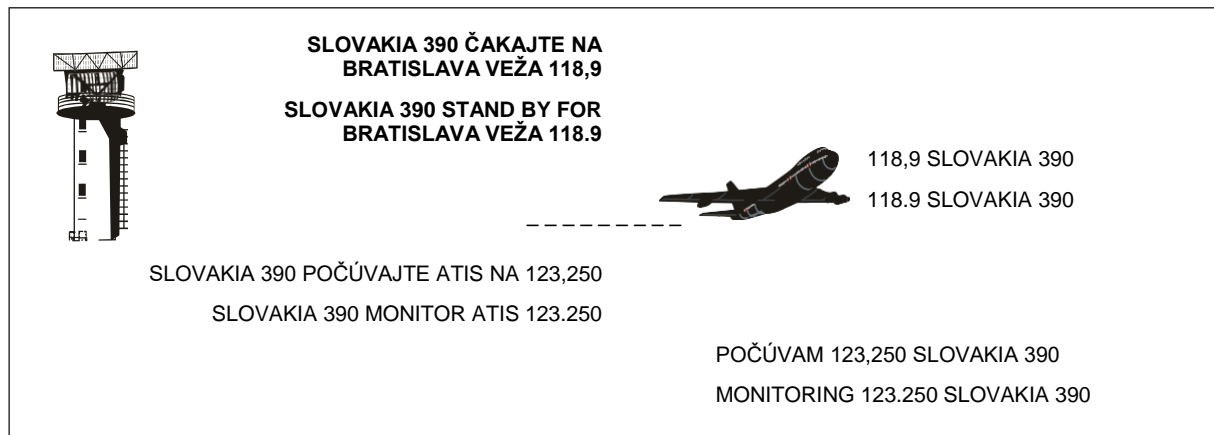 SLOVAKIA 390 ČAKAJTE NA
BRATISLAVA VEŽA 118,9
SLOVAKIA 390 STAND BY FOR
BRATISLAVA VEŽA 118.9
118,9 SLOVAKIA 390
118.9 SLOVAKIA 390
SLOVAKIA 390 POČÚVAJTE ATIS NA 123,250
SLOVAKIA 390 MONITOR ATIS 123.250
POČÚVAM 123,250 SLOVAKIA 390
MONITORING 123.250 SLOVAKIA 390